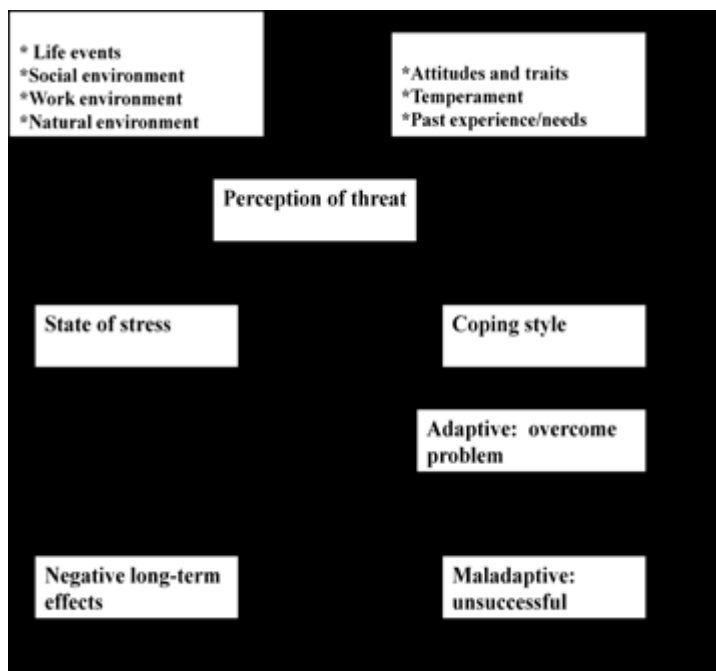 * Life events
*Social environment
*Work environment
*Natural environment
*Attitudes and traits
*Temperament
*Past experience/needs
Perception of threat
State of stress
Coping style
Adaptive:  overcome
problem
Negative long-term
effects
Maladaptive:
unsuccessful